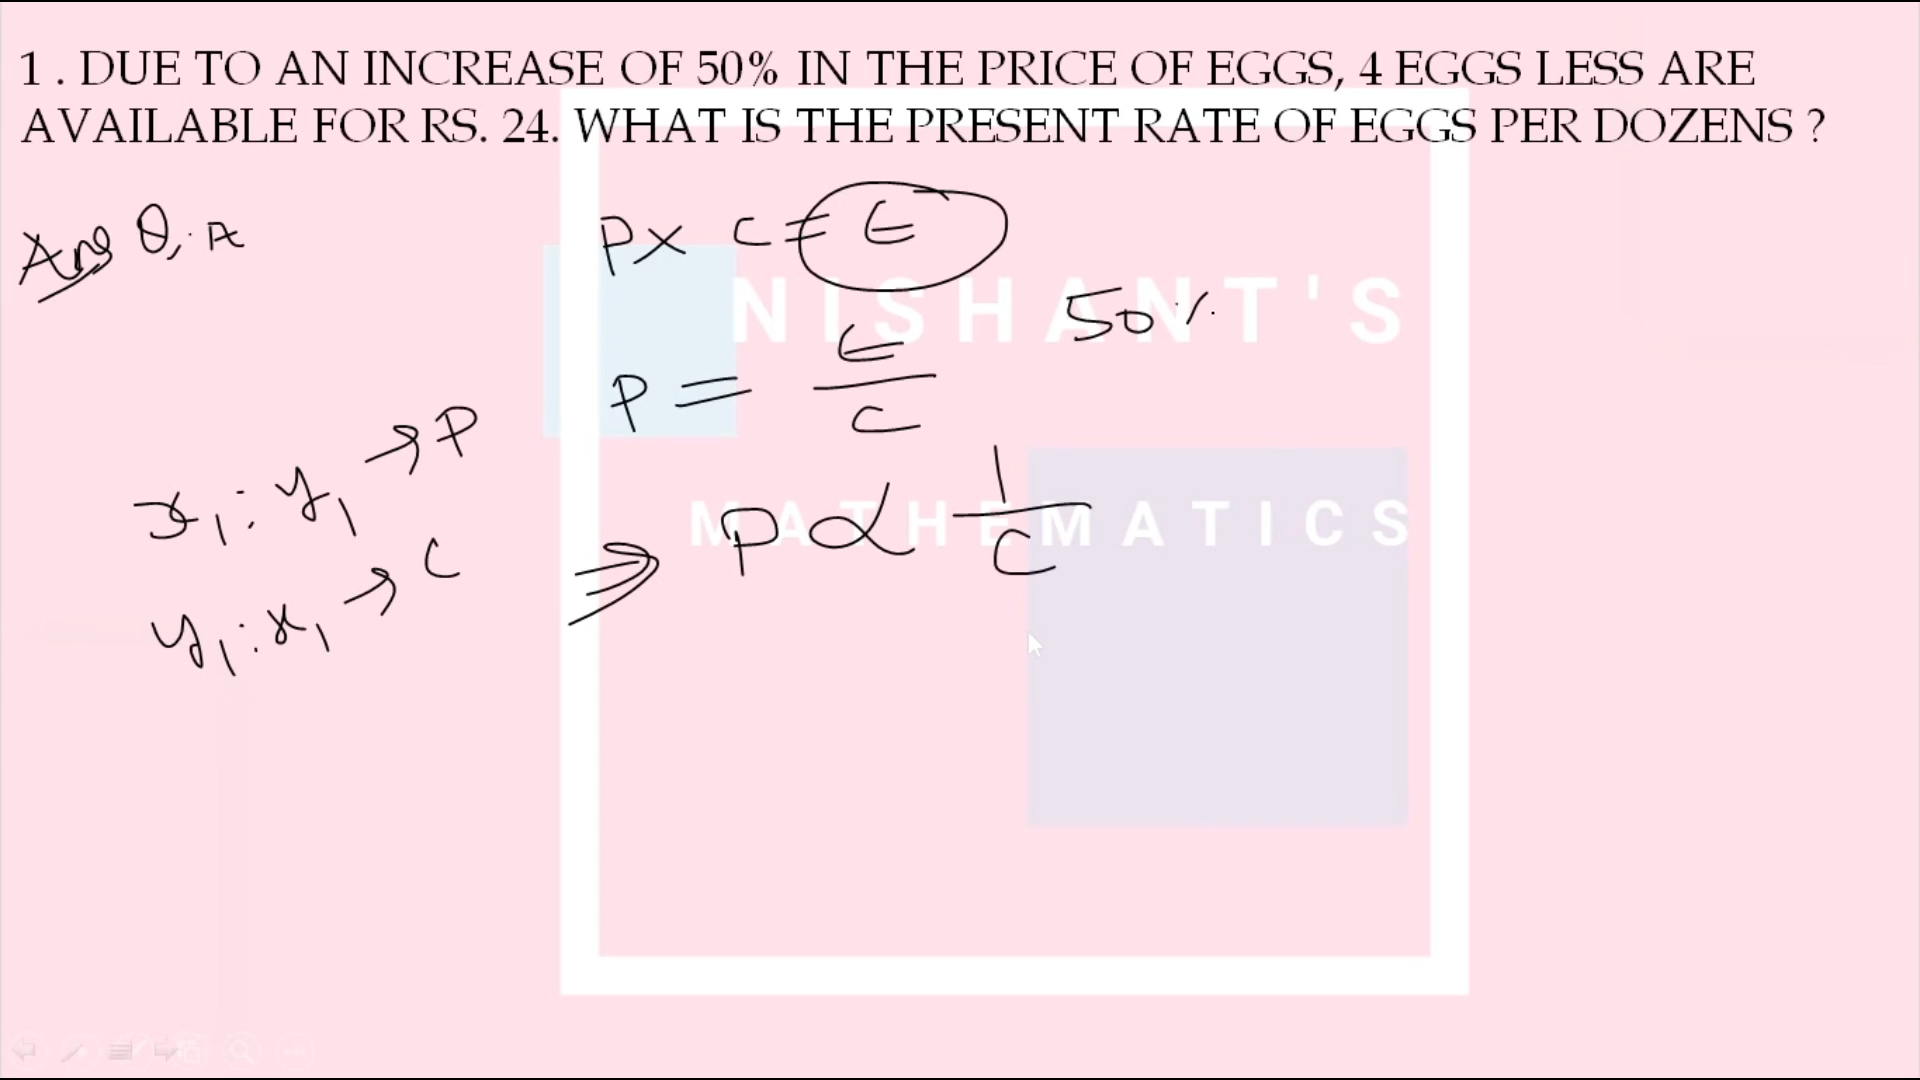 1 . DUE TO AN INCREASE OF 50% IN THE PRICE OF EGGS, 4 EGGS LESS ARE
AVAILABLE FOR RS. 24. WHAT IS THE PRESENT RATE OF EGGS PER DOZENS ?
Ans
P × C = E
NISHANT'S
50%
P = E/C
x₁ : y₁ → P
MATHEMATICS
⇒ P ∝ 1/C
y₁ : x₁ → C